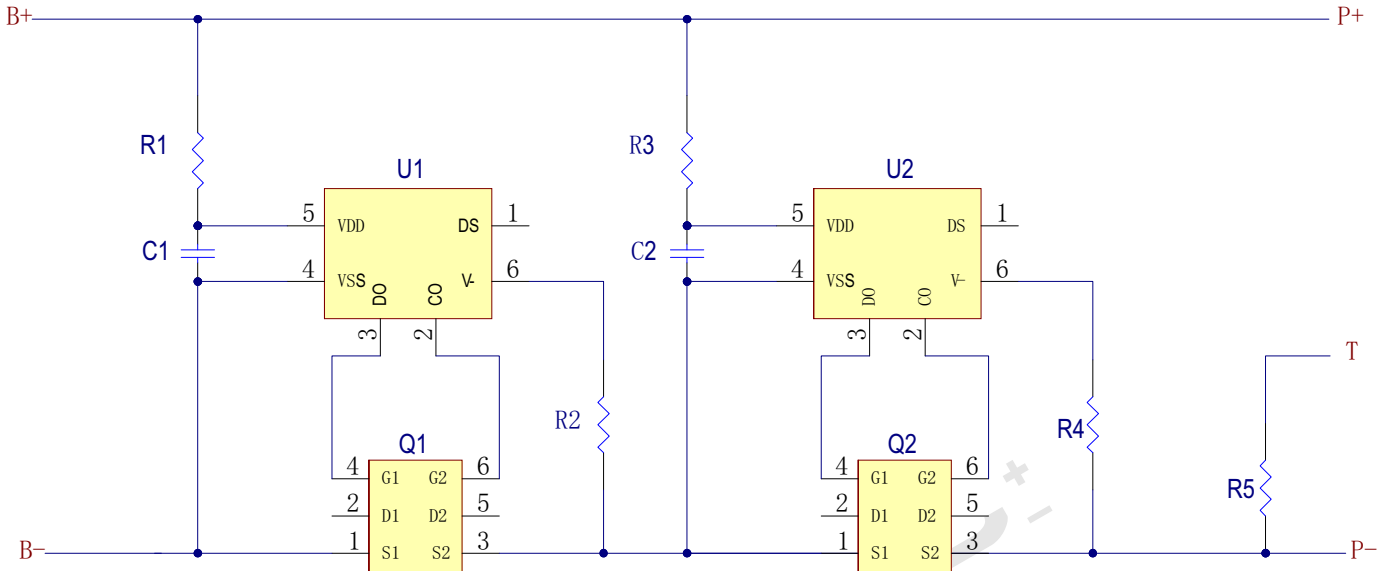 B+ P+
R1 R3
U1 U2
5 VDD DS 1 5 VDD DS 1
C1 C2
4 VSS V- 6 4 VSS V- 6
DO CO DO CO
3 2 3 2
T
R2 R4
Q1 Q2
4 G1 G2 6 4 G1 G2 6
R5
2 D1 D2 5 2 D1 D2 5
B- 1 S1 S2 3 1 S1 S2 3 P-